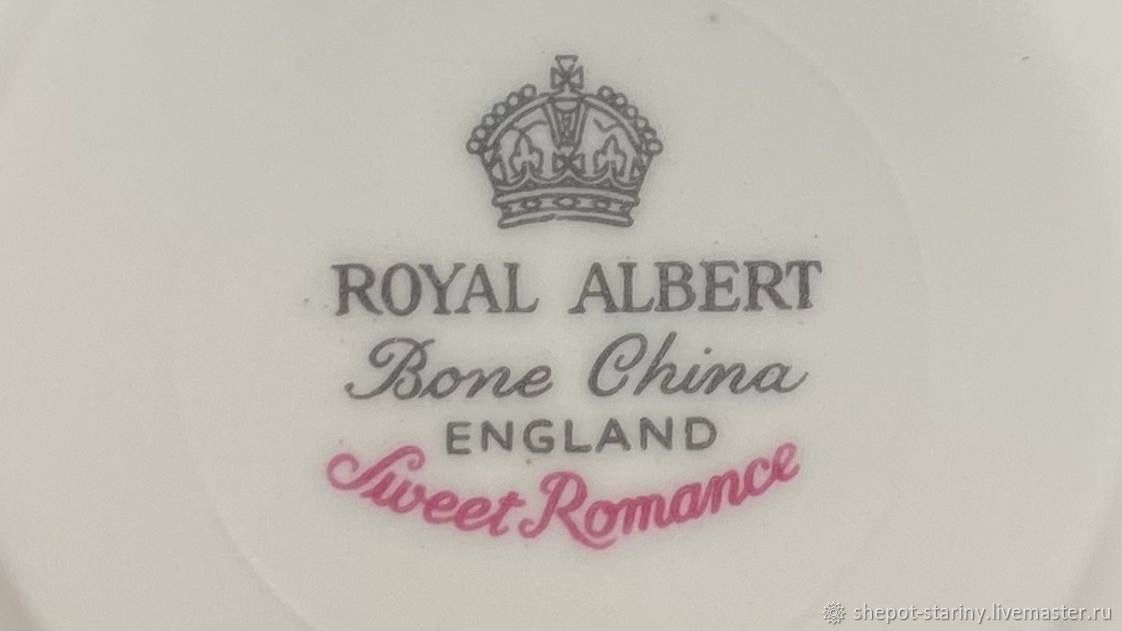 ROYAL ALBERT
Bone China
ENGLAND
Sweet Romance
shepot-stariny.livemaster.ru